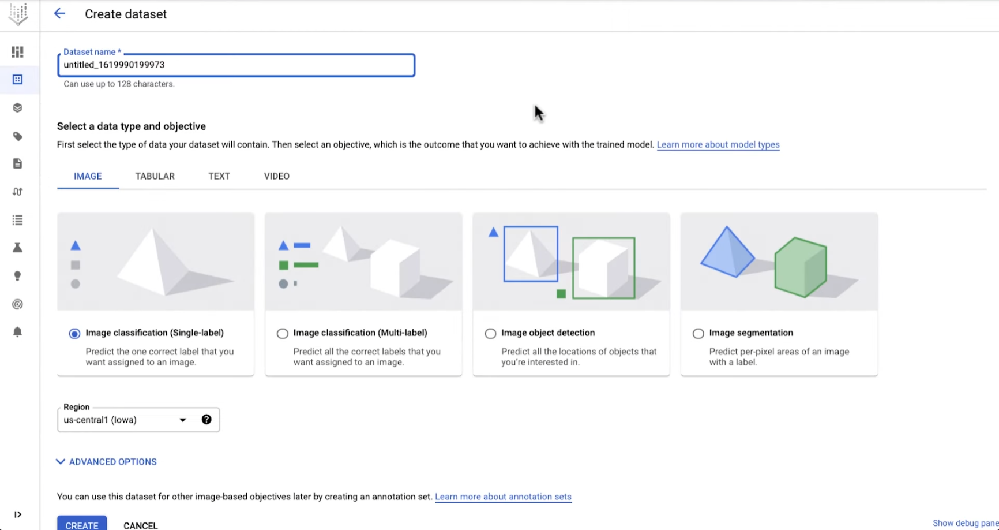 Create dataset
Dataset name *
untitled_1619990199973
Can use up to 128 characters.
Select a data type and objective
First select the type of data your dataset will contain. Then select an objective, which is the outcome that you want to achieve with the trained model. Learn more about model types
IMAGE TABULAR TEXT VIDEO
Image classification (Single-label)
Predict the one correct label that you
want assigned to an image.
Image classification (Multi-label)
Predict all the correct labels that you
want assigned to an image.
Image object detection
Predict all the locations of objects that
you're interested in.
Image segmentation
Predict per-pixel areas of an image
with a label.
Region
us-central1 (Iowa)
ADVANCED OPTIONS
You can use this dataset for other image-based objectives later by creating an annotation set. Learn more about annotation sets
CREATE CANCEL
Show debug pane